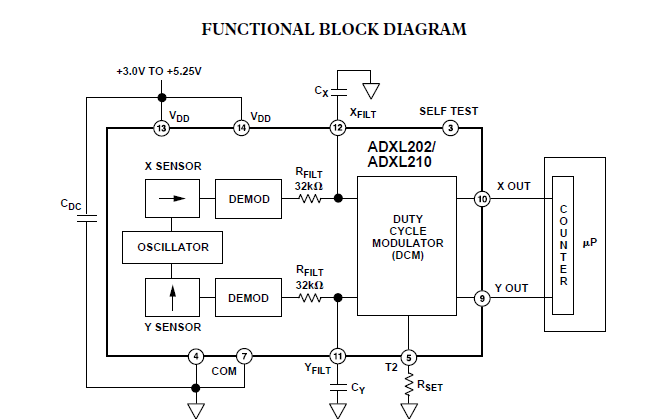 FUNCTIONAL BLOCK DIAGRAM
+3.0V TO +5.25V
CX
VDD
VDD
XFILT
SELF TEST
13
14
12
3
ADXL202/
ADXL210
X SENSOR
RFILT
32kΩ
DEMOD
CDC
10
X OUT
OSCILLATOR
DUTY
CYCLE
MODULATOR
(DCM)
COUNTER
µP
RFILT
32kΩ
DEMOD
9
Y OUT
Y SENSOR
4
7
11
5
COM
YFILT
T2
CY
RSET